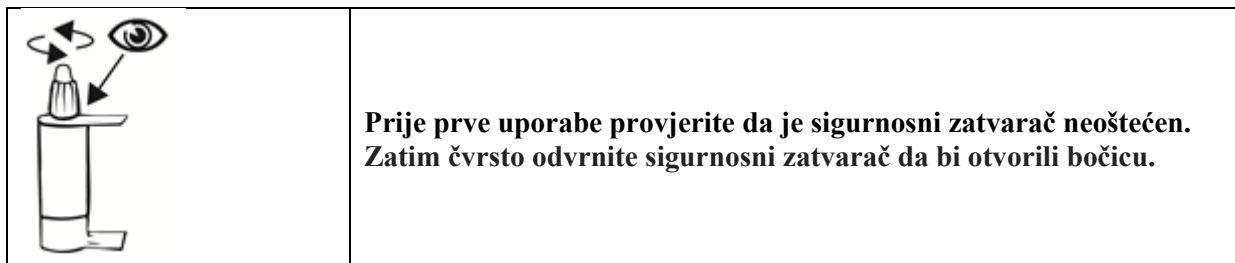 Prije prve uporabe provjerite da je sigurnosni zatvarač neoštećen.
Zatim čvrsto odvrnite sigurnosni zatvarač da bi otvorili bočicu.